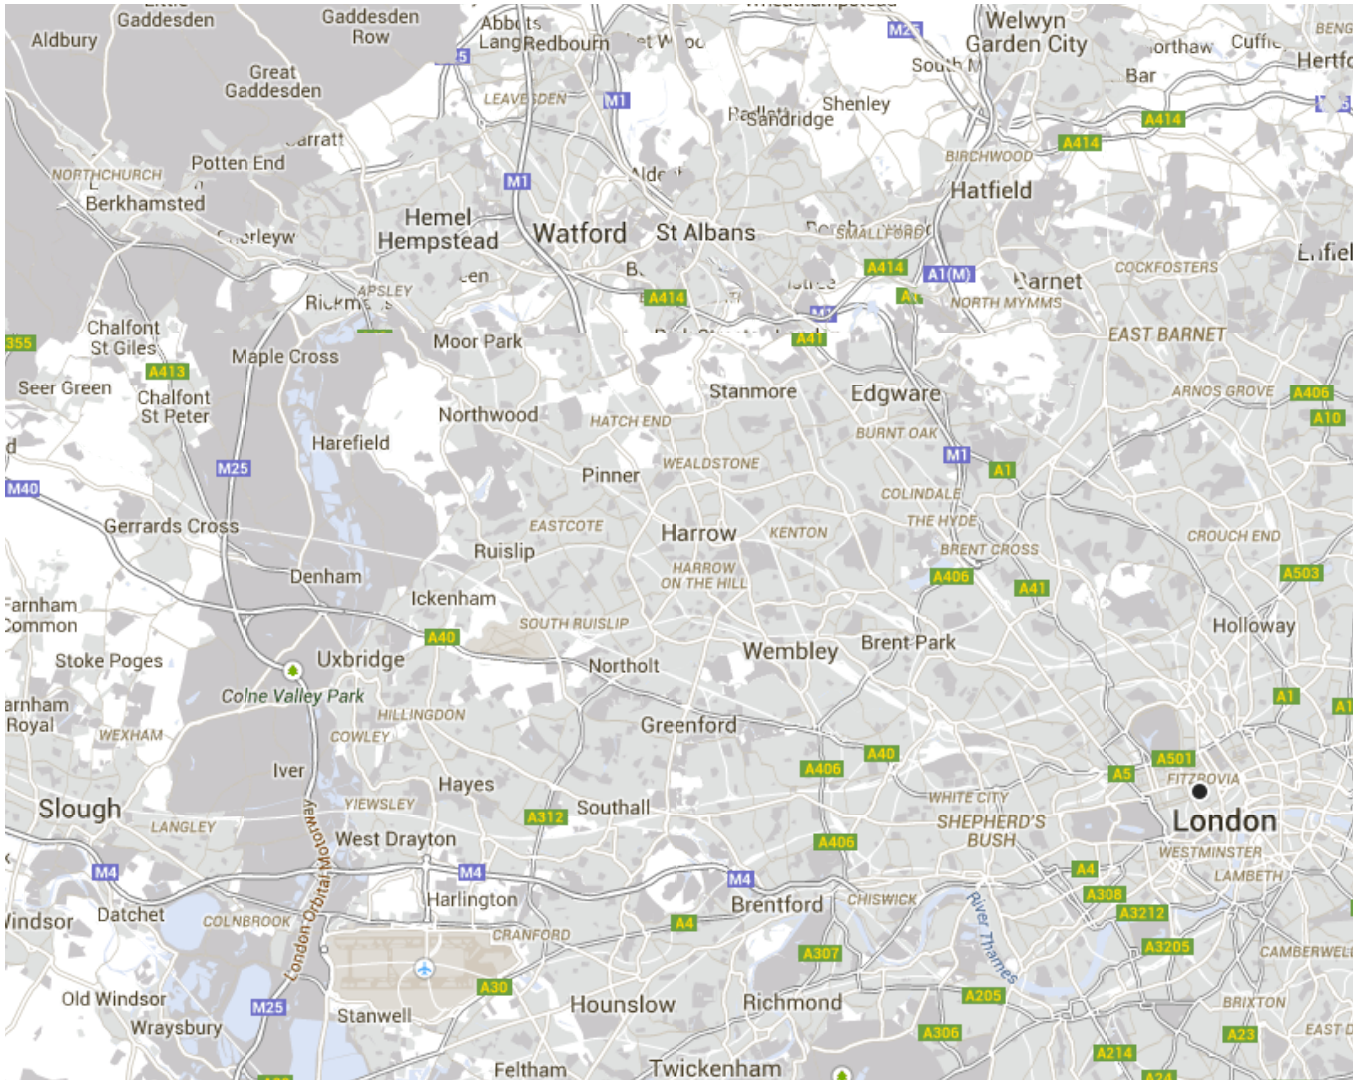 Gaddesden
Gaddesden
Row
Abbots
Redbourn
M25
Welwyn
Garden City
Aldbury
Great
Gaddesden
LEAVESDEN
M1
Shenley
Sandridge
Bar
A414
A414
Potten End
NORTHCHURCH
Berkhamsted
M1
BIRCHWOOD
Hatfield
Hemel
Hempstead
Watford
St Albans
SMALLFORD
A414
A1(M)
Barnet
COCKFOSTERS
APSLEY
A414
NORTH MYMMS
Chalfont
St Giles
355
A413
Maple Cross
Moor Park
A41
EAST BARNET
Seer Green
Chalfont
St Peter
Stanmore
Edgware
ARNOS GROVE
A406
A10
Northwood
HATCH END
BURNT OAK
Harefield
M25
M40
Pinner
WEALDSTONE
M1
A1
COLINDALE
Gerrards Cross
EASTCOTE
Harrow
KENTON
THE HYDE
CROUCH END
Ruislip
HARROW
ON THE HILL
BRENT CROSS
A406
A41
A503
Denham
Ickenham
Common
SOUTH RUISLIP
Holloway
A40
Stoke Poges
Uxbridge
Northolt
Wembley
Brent Park
Colne Valley Park
A1
Royal
WEXHAM
HILLINGDON
COWLEY
Greenford
A40
A406
A501
A5
FITZROVIA
Iver
Hayes
Slough
YIEWSLEY
A312
Southall
WHITE CITY
SHEPHERD'S
BUSH
London
LANGLEY
West Drayton
London Orbital Motorway
A406
WESTMINSTER
M4
M4
M4
A4
LAMBETH
Datchet
COLNBROOK
Harlington
Brentford
CHISWICK
A308
A3212
River Thames
CRANFORD
A4
A307
A3205
Old Windsor
M25
A30
Hounslow
Richmond
A205
BRIXTON
Wraysbury
Stanwell
A306
A23
Feltham
Twickenham
A214
A24